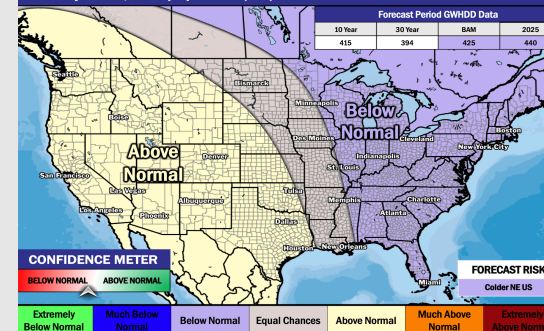 Forecast Period GWHDD Data
10 Year 30 Year BAM 2025
415 394 425 440
Seattle
Bismarck
Minneapolis
Boise
Below
Normal
Boston
Des Moines
Cleveland
New York City
Above
Normal
Denver
Indianapolis
San Francisco
St. Louis
Las Vegas
Tulsa
Albuquerque
Memphis
Charlotte
Los Angeles
Phoenix
Atlanta
Dallas
Houston
New Orleans
CONFIDENCE METER
BELOW NORMAL ABOVE NORMAL
FORECAST RISK
Colder NE US
Miami
Extremely
Below Normal
Much Below
Normal
Below Normal
Equal Chances
Above Normal
Much Above
Normal
Extremely
Above Normal